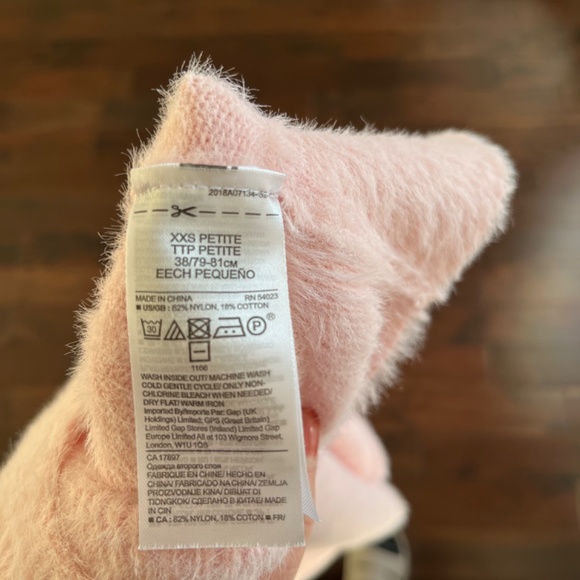 XXS PETITE
TTP PETITE
38/79-81CM
EECH PEQUEÑO
MADE IN CHINA RN 54023
■ US/GB: 82% NYLON, 18% COTTON
30 P ®
1106
WASH INSIDE OUT/ MACHINE WASH
COLD GENTLE CYCLE/ ONLY NON-
CHLORINE BLEACH WHEN NEEDED/
DRY FLAT/ WARM IRON
Imported By/Importe Par: Gap (UK
Holdings) Limited; GPS (Great Britain)
Limited Gap Stores (Ireland) Limited Gap
Europe Limited All at 103 Wigmore Street,
London, W1U 1QS
CA 17897
Одежда второго слоя
FABRIQUE EN CHINE/ HECHO EN
CHINA/ FABRICADO NA CHINA/ ZEMLJA
PROIZVODNJE KINA/ DIBUAT DI
TIONGKOK/ СДЕЛАНО В КИТАЕ/ MADE
IN CIN
■ CA: 82% NYLON, 18% COTON ■ FR/